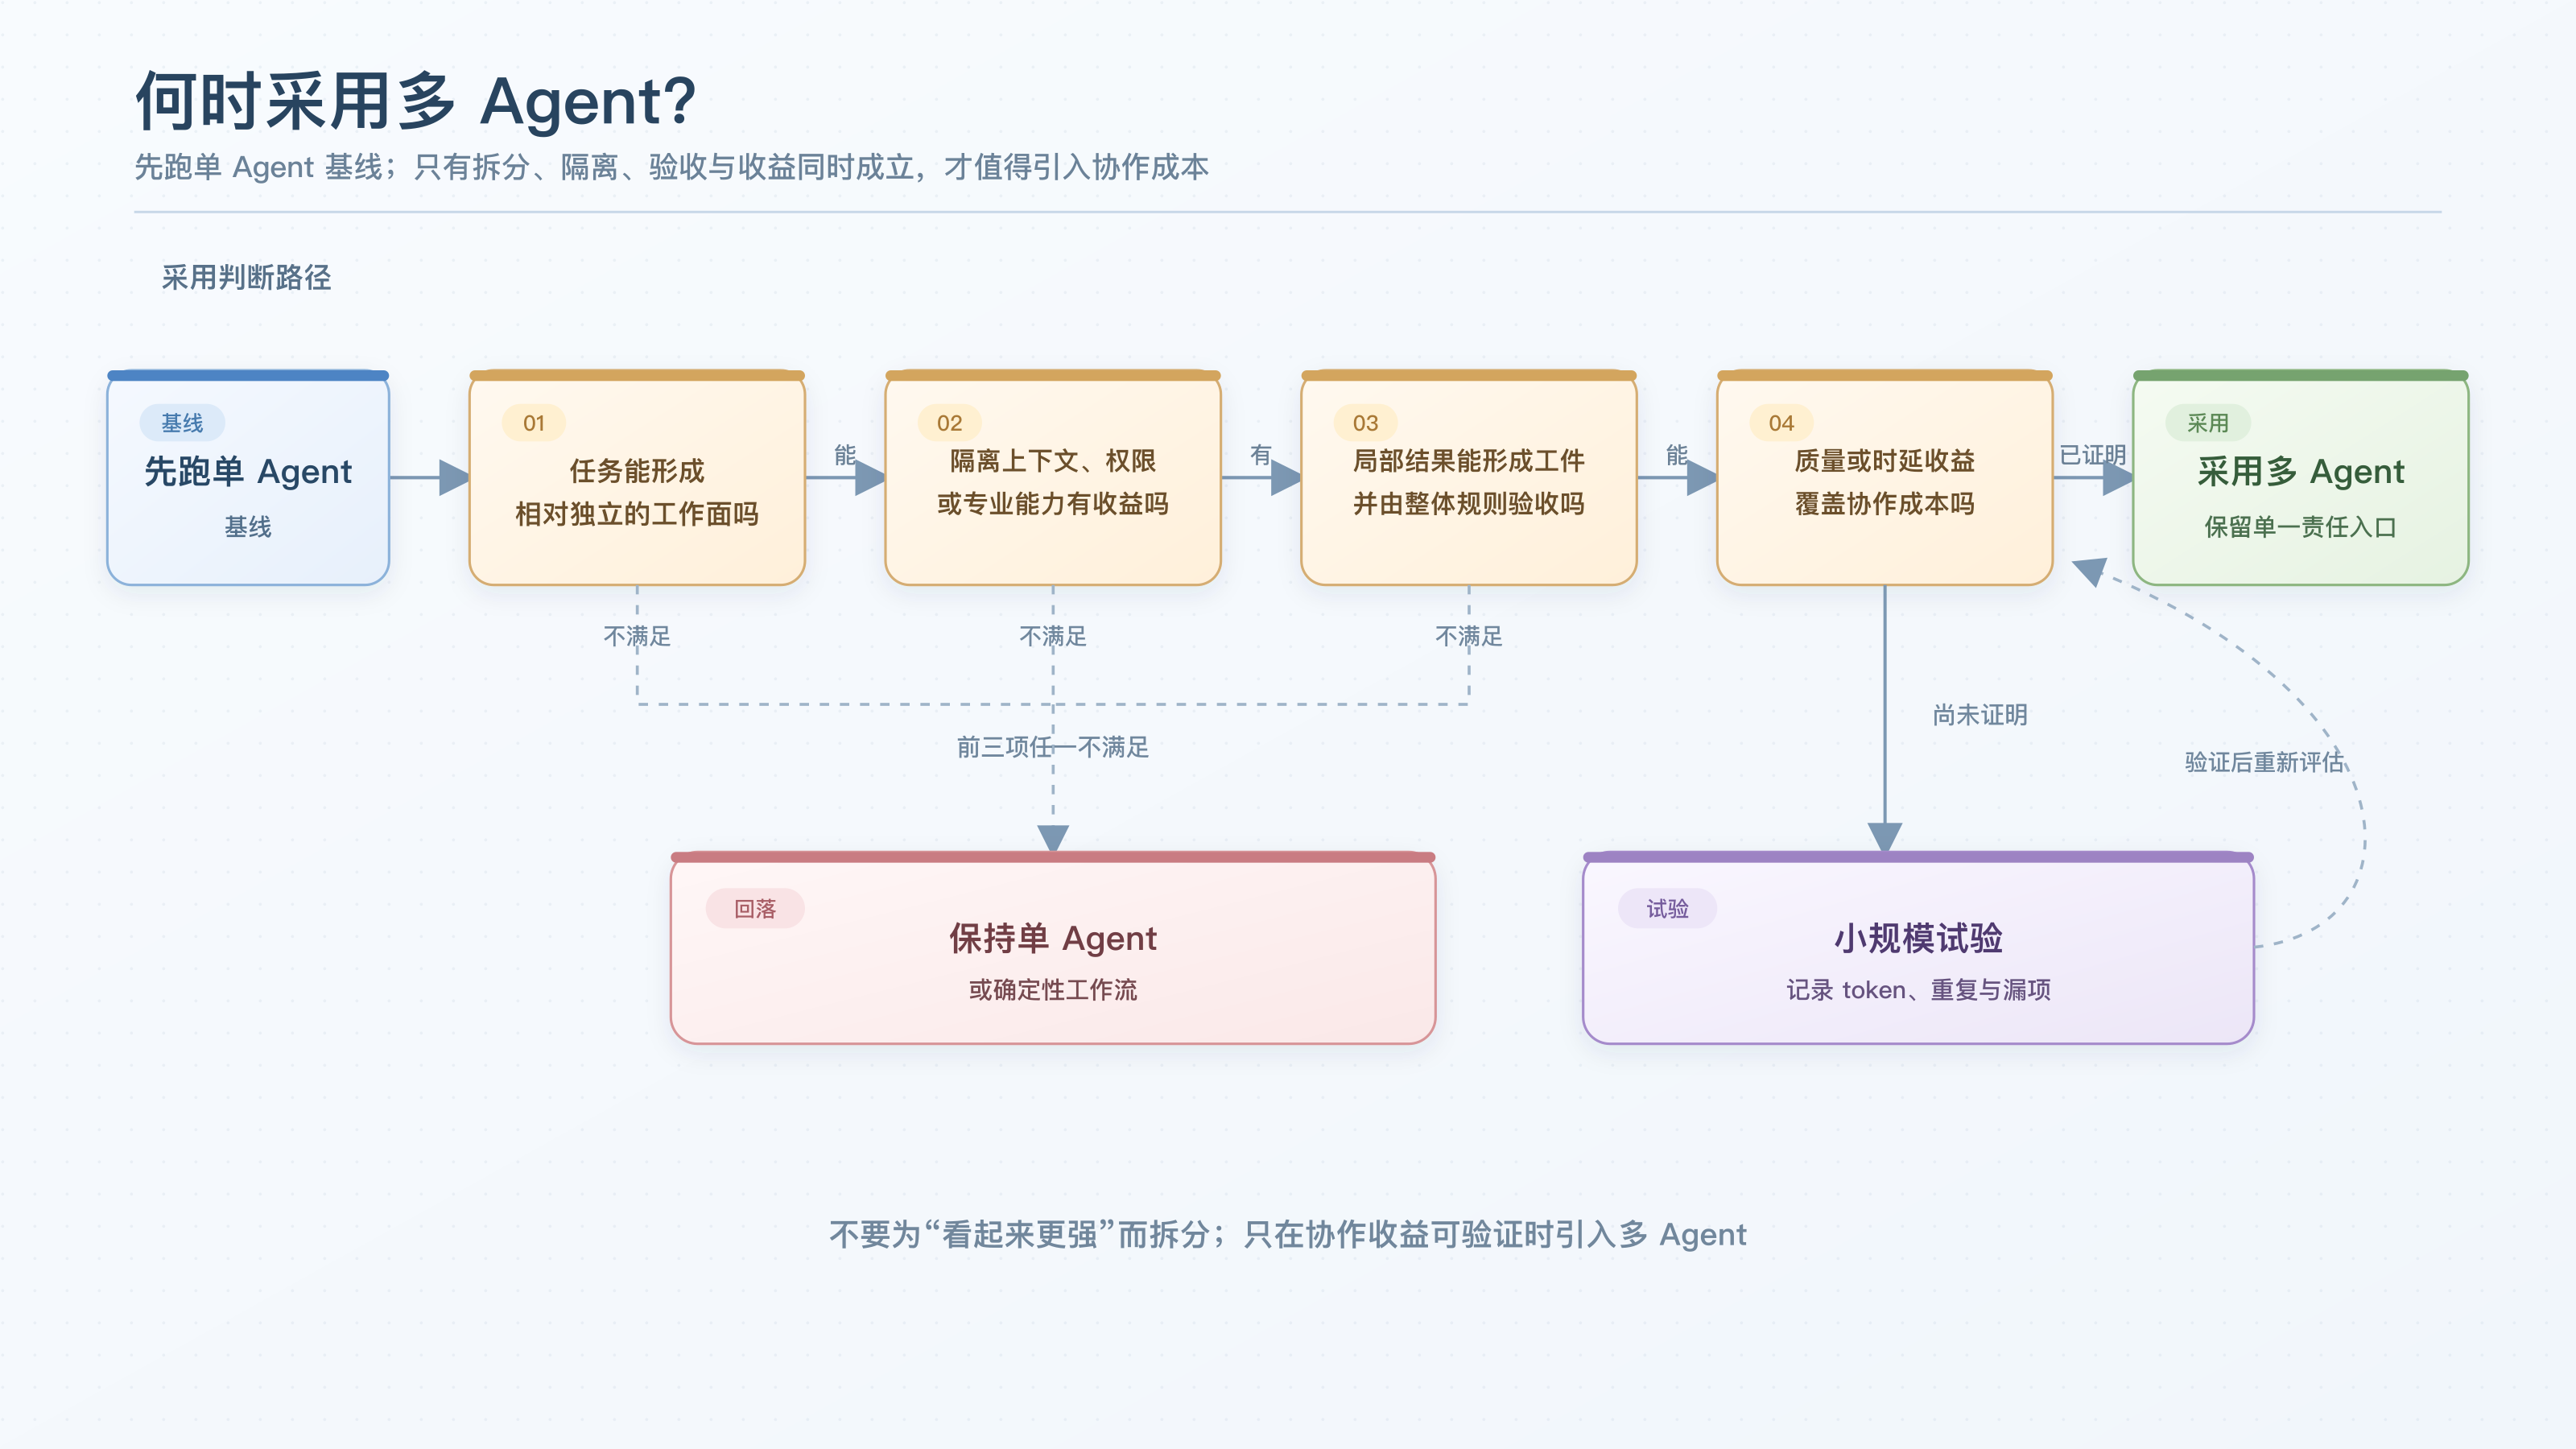 何时采用多 Agent?
先跑单 Agent 基线；只有拆分、隔离、验收与收益同时成立，才值得引入协作成本
采用判断路径
基线
先跑单 Agent
基线
01
任务能形成
相对独立的工作面吗
能
02
隔离上下文、权限
或专业能力有收益吗
有
03
局部结果能形成工件
并由整体规则验收吗
能
04
质量或时延收益
覆盖协作成本吗
已证明
采用
采用多 Agent
保留单一责任入口
不满足
不满足
不满足
前三项任一不满足
尚未证明
验证后重新评估
回落
保持单 Agent
或确定性工作流
试验
小规模试验
记录 token、重复与漏项
不要为“看起来更强”而拆分；只在协作收益可验证时引入多 Agent